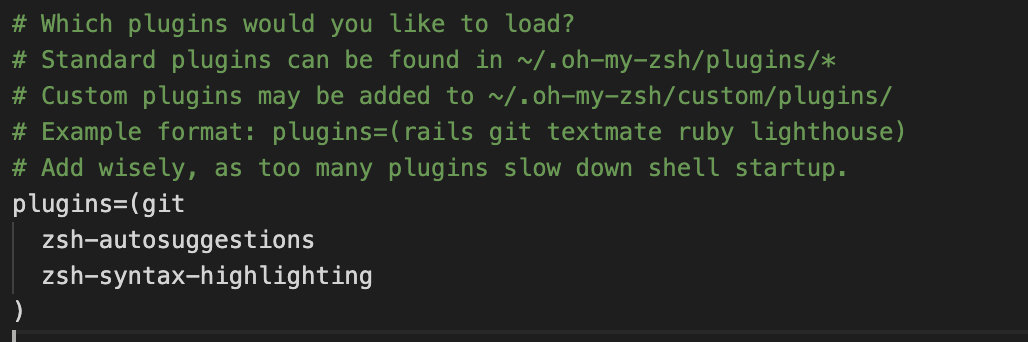 # Which plugins would you like to load?
# Standard plugins can be found in ~/.oh-my-zsh/plugins/*
# Custom plugins may be added to ~/.oh-my-zsh/custom/plugins/
# Example format: plugins=(rails git textmate ruby lighthouse)
# Add wisely, as too many plugins slow down shell startup.
plugins=(git
  zsh-autosuggestions
  zsh-syntax-highlighting
)